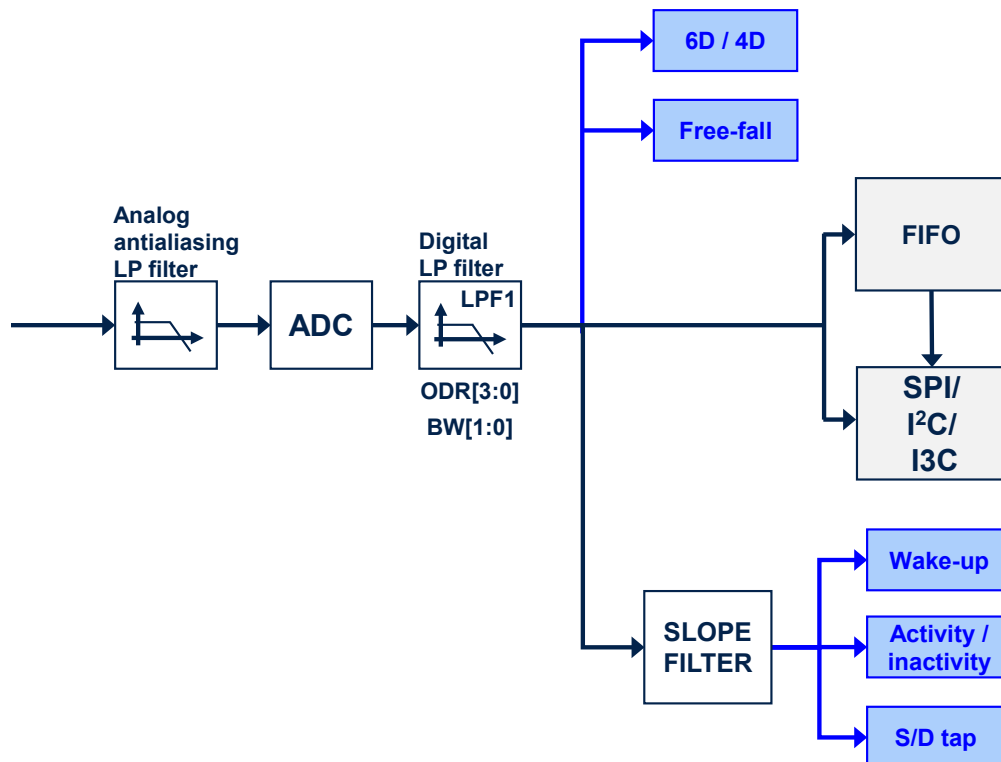 6D / 4D
Free-fall
Analog
antialiasing
LP filter
ADC
Digital
LP filter
LPF1
ODR[3:0]
BW[1:0]
FIFO
SPI/
I²C/
I3C
SLOPE
FILTER
Wake-up
Activity /
inactivity
S/D tap